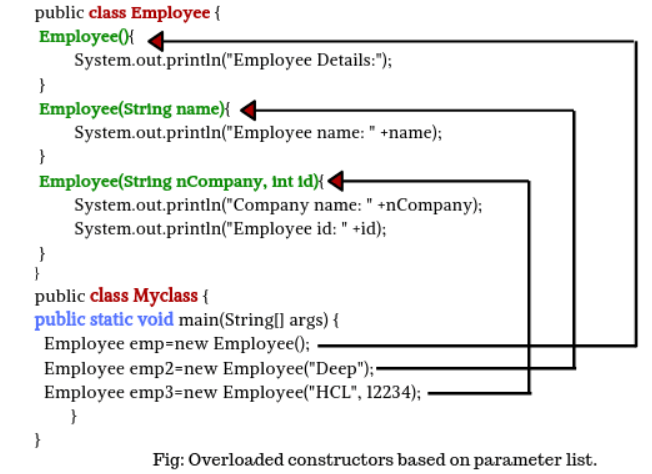 public class Employee {
Employee(){
System.out.println("Employee Details:");
}
Employee(String name){
System.out.println("Employee name: " +name);
}
Employee(String nCompany, int id){
System.out.println("Company name: " +nCompany);
System.out.println("Employee id: " +id);
}
}
public class Myclass {
public static void main(String[] args) {
Employee emp=new Employee();
Employee emp2=new Employee("Deep");
Employee emp3=new Employee("HCL", 12234);
}
}
Fig: Overloaded constructors based on parameter list.